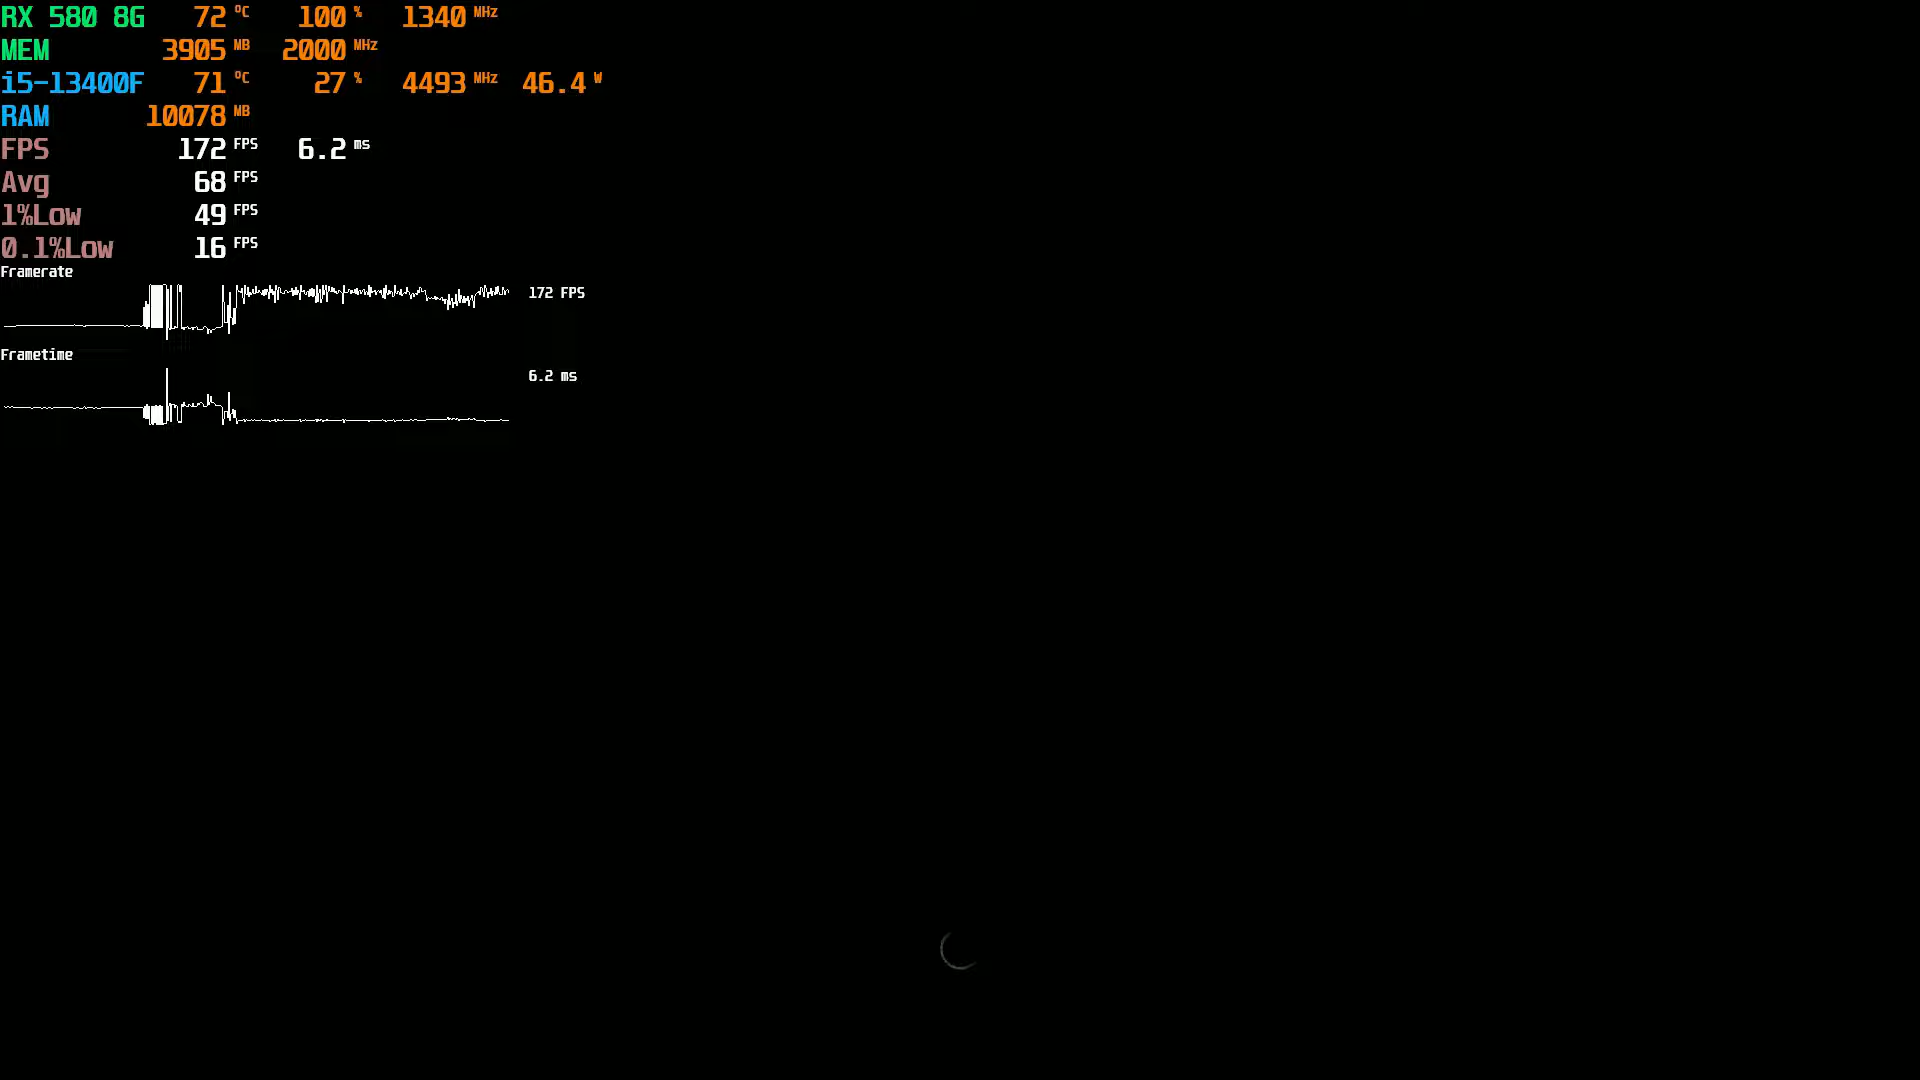 RX 580 8G 72 °C 100 % 1340 MHz
MEM 3905 MB 2000 MHz
i5-13400F 71 °C 27 % 4493 MHz 46.4 W
RAM 10078 MB
FPS 172 FPS 6.2 ms
Avg 68 FPS
1%Low 49 FPS
0.1%Low 16 FPS
Framerate
172 FPS
Frametime
6.2 ms